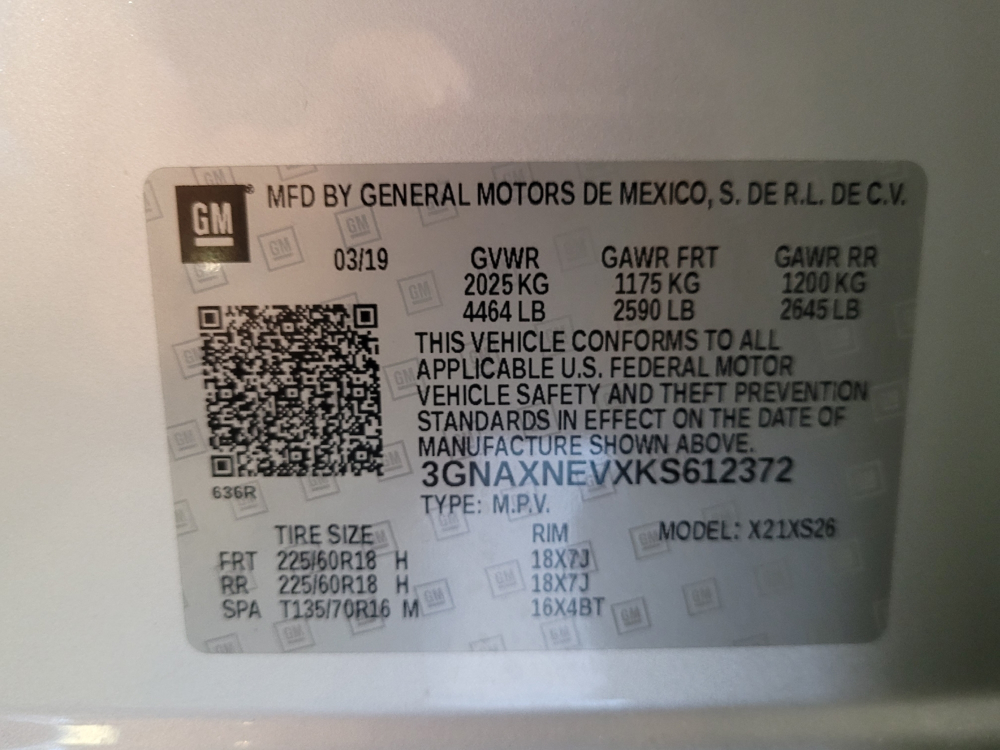 GM MFD BY GENERAL MOTORS DE MEXICO, S. DE R.L. DE C.V.
03/19 GVWR GAWR FRT GAWR RR
2025 KG 1175 KG 1200 KG
4464 LB 2590 LB 2645 LB
THIS VEHICLE CONFORMS TO ALL
APPLICABLE U.S. FEDERAL MOTOR
VEHICLE SAFETY AND THEFT PREVENTION
STANDARDS IN EFFECT ON THE DATE OF
MANUFACTURE SHOWN ABOVE.
3GNAXNEVXKS612372
636R
TYPE: M.P.V.
TIRE SIZE RIM MODEL: X21XS26
FRT 225/60R18 H 18X7J
RR 225/60R18 H 18X7J
SPA T135/70R16 M 16X4BT